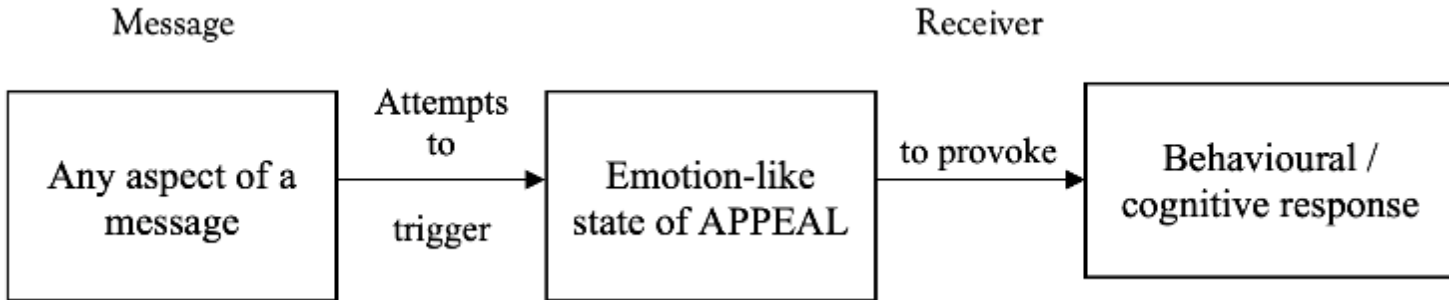 Message
Receiver
Any aspect of a
message
Attempts
to
trigger
Emotion-like
state of APPEAL
to provoke
Behavioural /
cognitive response